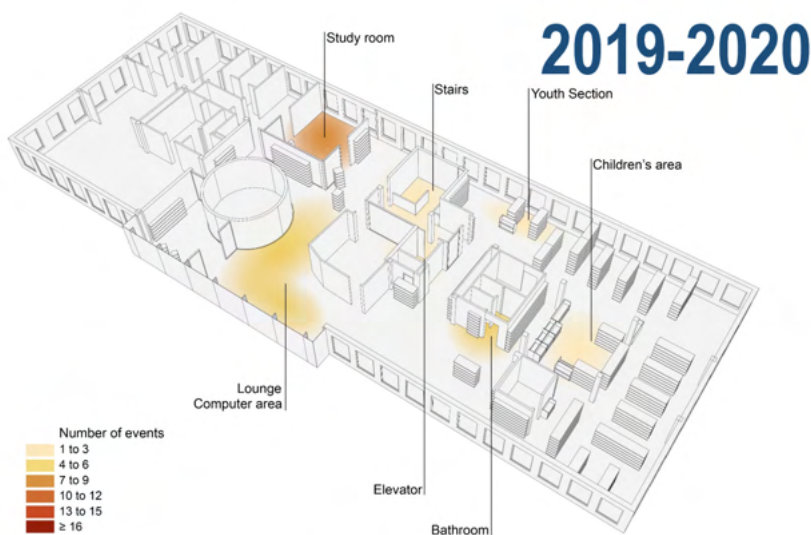 2019-2020
Study room
Stairs
Youth Section
Children's area
Lounge
Computer area
Elevator
Bathroom
Number of events
1 to 3
4 to 6
7 to 9
10 to 12
13 to 15
≥ 16